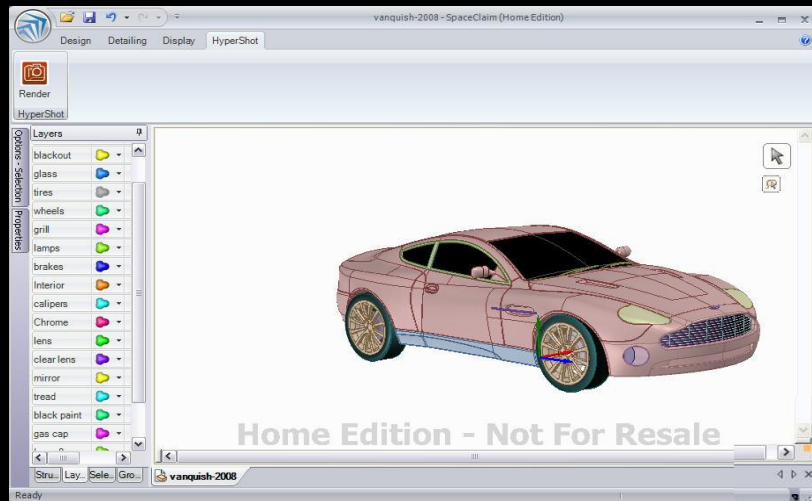 vanquish-2008 - SpaceClaim (Home Edition)
Design Detailing Display HyperShot
Render
HyperShot
Options - Selection
Properties
Layers
blackout
glass
tires
wheels
grill
lamps
brakes
Interior
calipers
Chrome
lens
clear lens
mirror
tread
black paint
gas cap
Home Edition - Not For Resale
Stru... Lay... Sele... Gro...
vanquish-2008
Ready